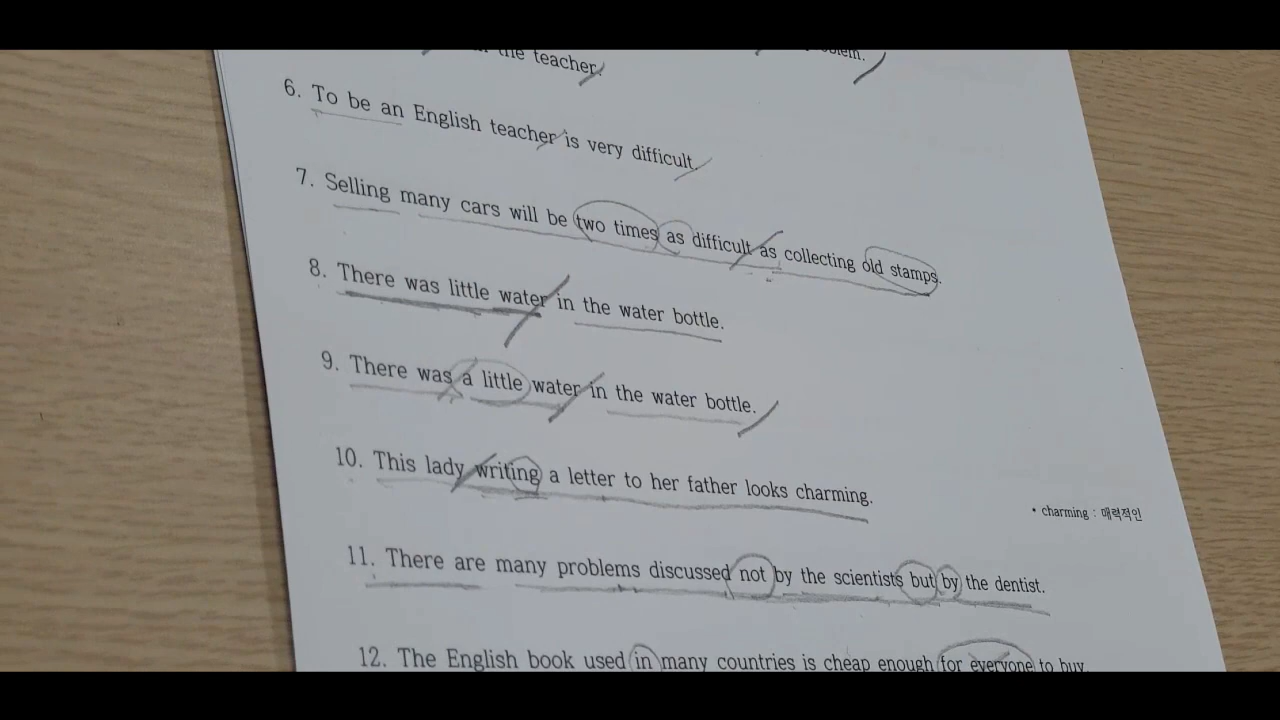 the teacher.
6. To be an English teacher is very difficult.
7. Selling many cars will be two times as difficult as collecting old stamps.
8. There was little water in the water bottle.
9. There was a little water in the water bottle.
10. This lady writing a letter to her father looks charming.
• charming : 매력적인
11. There are many problems discussed not by the scientists but by the dentist.
12. The English book used in many countries is cheap enough for everyone to buy.